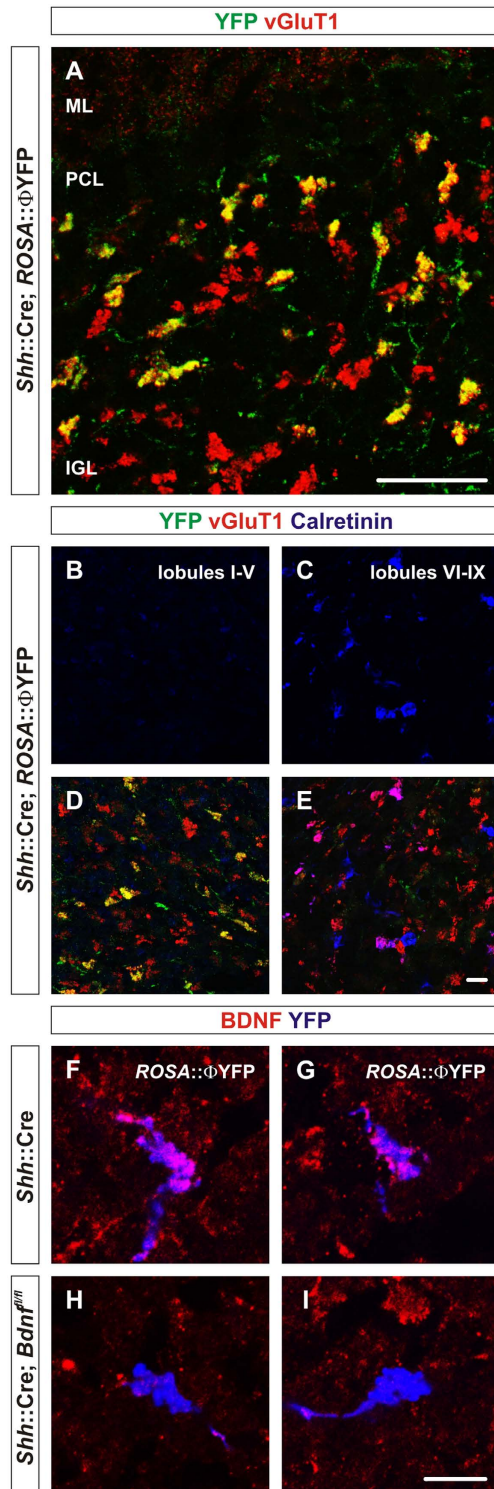 YFP vGluT1
Shh::Cre; ROSA::ΦYFP
A
ML
PCL
IGL
YFP vGluT1 Calretinin
Shh::Cre; ROSA::ΦYFP
B lobules I-V
C lobules VI-IX
D
E
BDNF YFP
Shh::Cre
F ROSA::ΦYFP
G ROSA::ΦYFP
Shh::Cre; Bdnf fl/fl
H
I